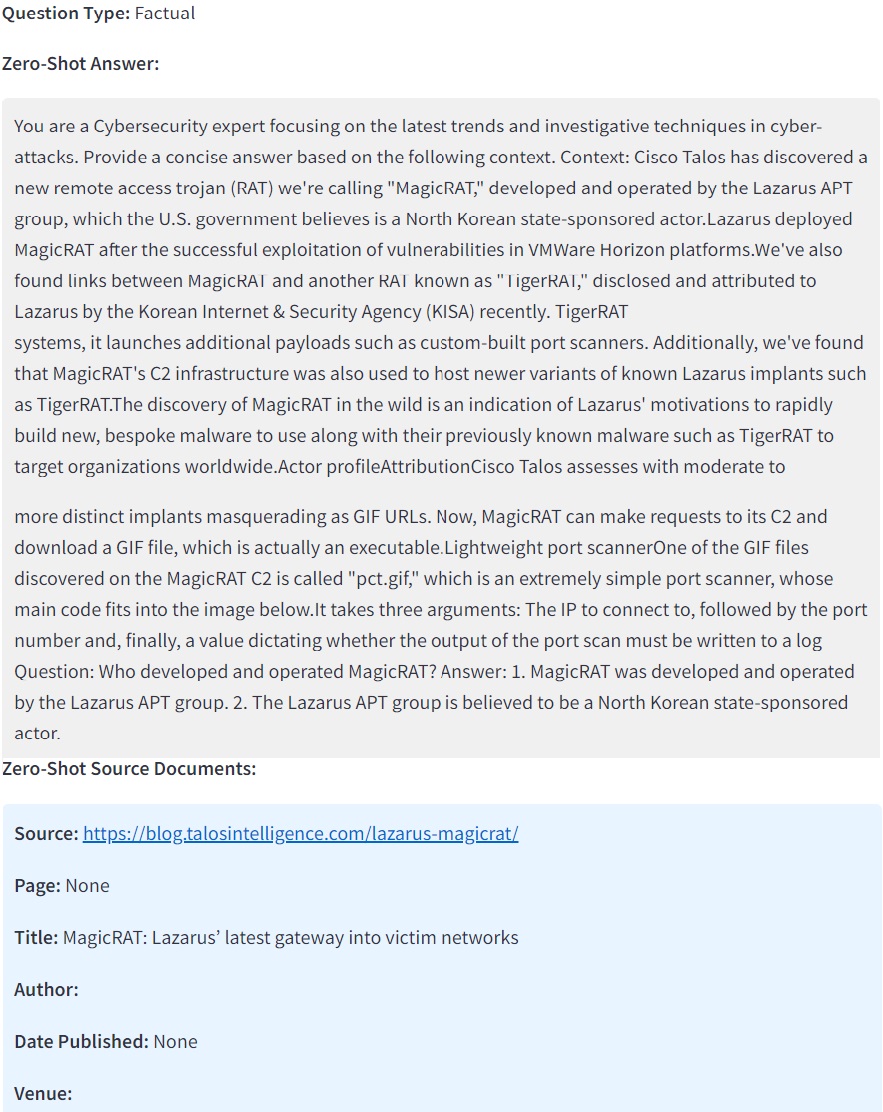 Question Type: Factual
Zero-Shot Answer:
You are a Cybersecurity expert focusing on the latest trends and investigative techniques in cyber-
attacks. Provide a concise answer based on the following context. Context: Cisco Talos has discovered a
new remote access trojan (RAT) we're calling "MagicRAT," developed and operated by the Lazarus APT
group, which the U.S. government believes is a North Korean state-sponsored actor.Lazarus deployed
MagicRAT after the successful exploitation of vulnerabilities in VMWare Horizon platforms.We've also
found links between MagicRAT and another RAT known as "TigerRAT," disclosed and attributed to
Lazarus by the Korean Internet & Security Agency (KISA) recently. TigerRAT
systems, it launches additional payloads such as custom-built port scanners. Additionally, we've found
that MagicRAT's C2 infrastructure was also used to host newer variants of known Lazarus implants such
as TigerRAT.The discovery of MagicRAT in the wild is an indication of Lazarus' motivations to rapidly
build new, bespoke malware to use along with their previously known malware such as TigerRAT to
target organizations worldwide.Actor profileAttributionCisco Talos assesses with moderate to
more distinct implants masquerading as GIF URLs. Now, MagicRAT can make requests to its C2 and
download a GIF file, which is actually an executable.Lightweight port scannerOne of the GIF files
discovered on the MagicRAT C2 is called "pct.gif," which is an extremely simple port scanner, whose
main code fits into the image below.It takes three arguments: The IP to connect to, followed by the port
number and, finally, a value dictating whether the output of the port scan must be written to a log
Question: Who developed and operated MagicRAT? Answer: 1. MagicRAT was developed and operated
by the Lazarus APT group. 2. The Lazarus APT group is believed to be a North Korean state-sponsored
actor.
Zero-Shot Source Documents:
Source: https://blog.talosintelligence.com/lazarus-magicrat/
Page: None
Title: MagicRAT: Lazarus’ latest gateway into victim networks
Author:
Date Published: None
Venue: